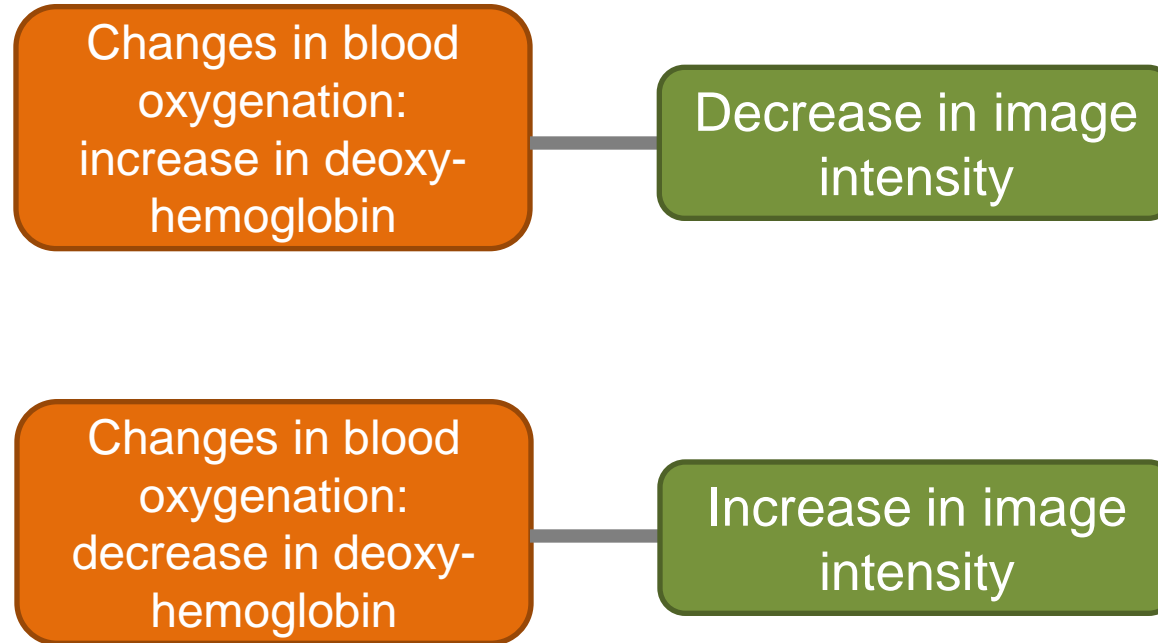 Changes in blood
oxygenation:
increase in deoxy-
hemoglobin
Decrease in image
intensity
Changes in blood
oxygenation:
decrease in deoxy-
hemoglobin
Increase in image
intensity